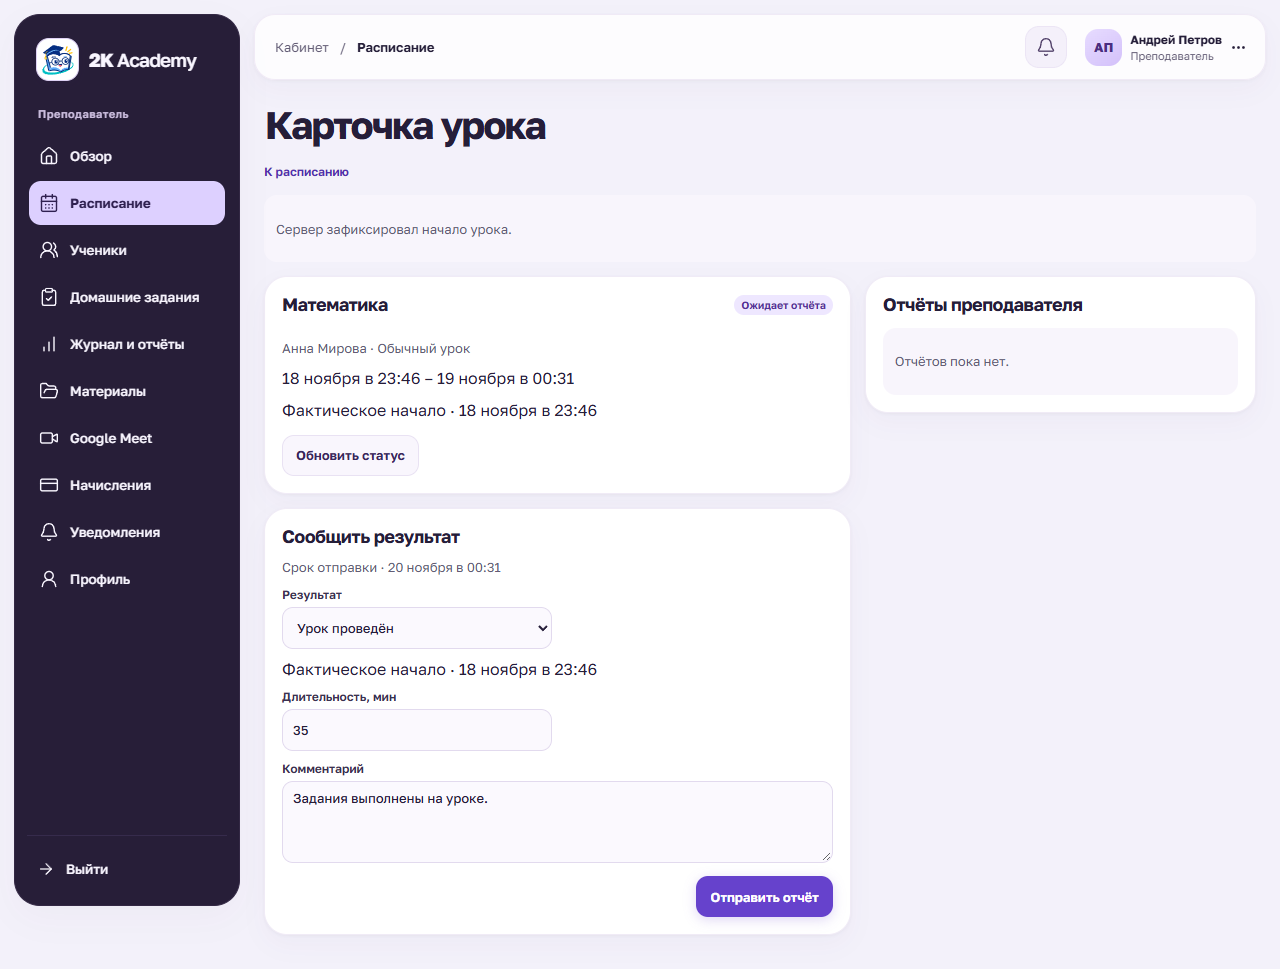 2K Academy
Преподаватель
Обзор
Расписание
Ученики
Домашние задания
Журнал и отчёты
Материалы
Google Meet
Начисления
Уведомления
Профиль
Выйти
Кабинет / Расписание
АП
Андрей Петров
Преподаватель
Карточка урока
К расписанию
Сервер зафиксировал начало урока.
Математика
Ожидает отчёта
Анна Мирова · Обычный урок
18 ноября в 23:46 – 19 ноября в 00:31
Фактическое начало · 18 ноября в 23:46
Обновить статус
Сообщить результат
Срок отправки · 20 ноября в 00:31
Результат
Урок проведён
Фактическое начало · 18 ноября в 23:46
Длительность, мин
35
Комментарий
Задания выполнены на уроке.
Отправить отчёт
Отчёты преподавателя
Отчётов пока нет.